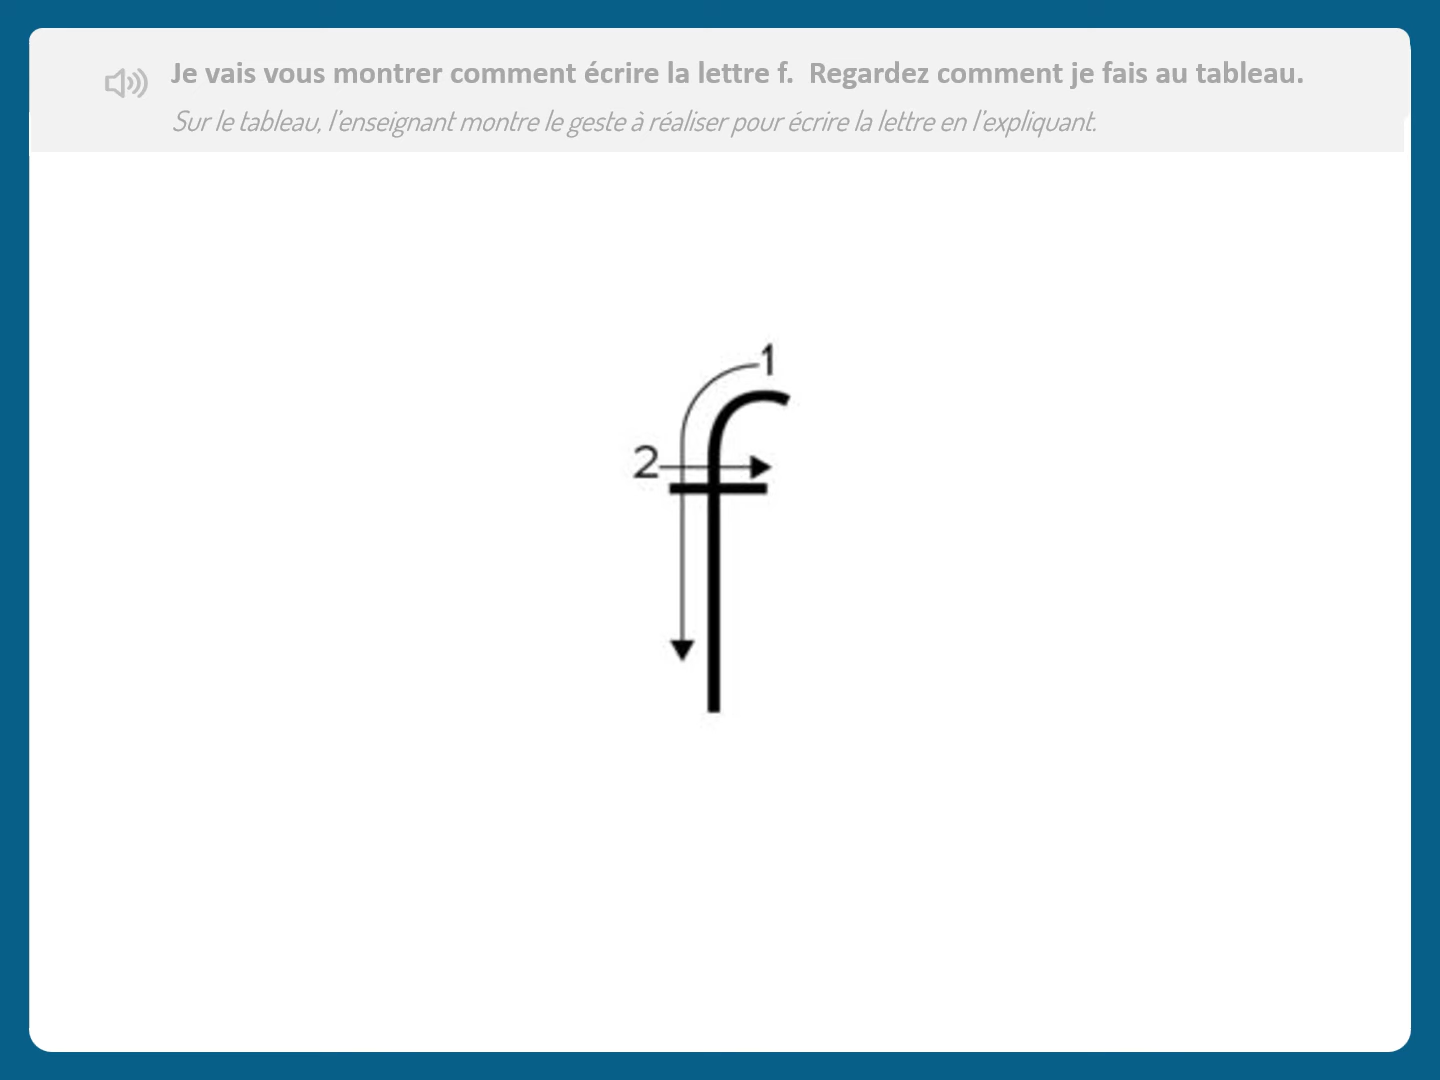 Je vais vous montrer comment écrire la lettre f.  Regardez comment je fais au tableau.
Sur le tableau, l'enseignant montre le geste à réaliser pour écrire la lettre en l'expliquant.
1
2
f